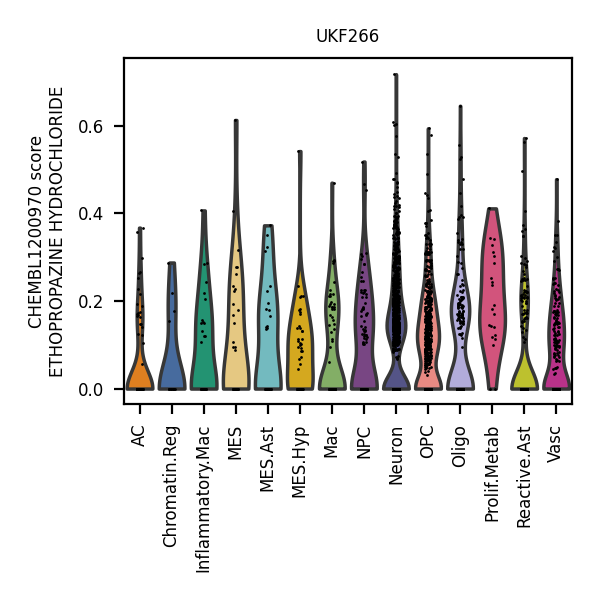 UKF266
CHEMBL1200970 score
ETHOPROPAZINE HYDROCHLORIDE
0.6
0.4
0.2
0.0
AC
Chromatin.Reg
Inflammatory.Mac
MES
MES.Ast
MES.Hyp
Mac
NPC
Neuron
OPC
Oligo
Prolif.Metab
Reactive.Ast
Vasc